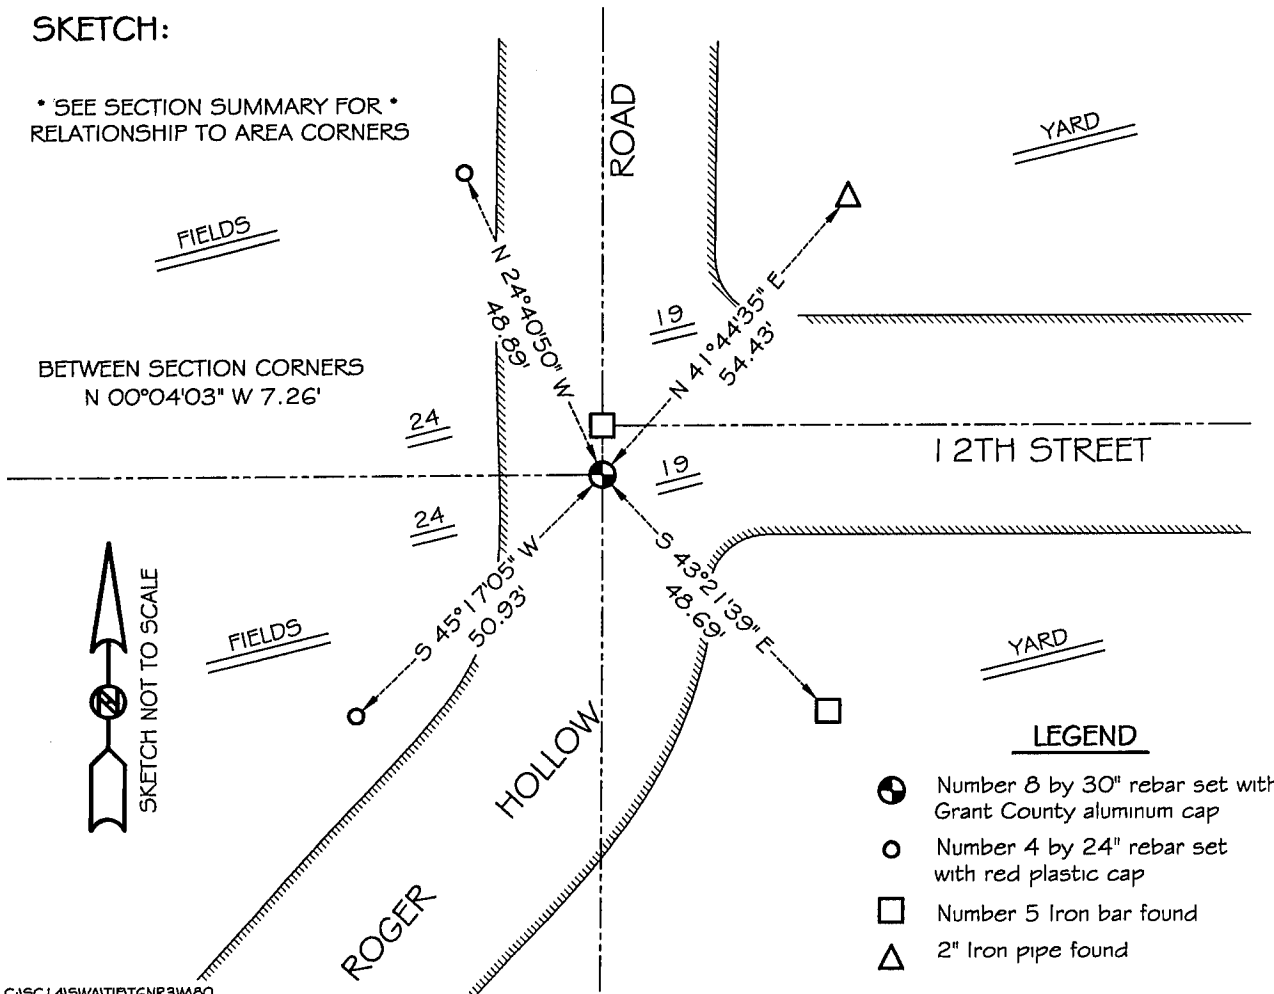 SKETCH:
* SEE SECTION SUMMARY FOR *
RELATIONSHIP TO AREA CORNERS
ROAD
YARD
FIELDS
N 24°40'50" W
48.89'
19
N 41°44'35" E
54.43'
BETWEEN SECTION CORNERS
N 00°04'03" W 7.26'
24
12TH STREET
19
24
S 45°17'05" W
50.93'
S 43°21'39" E
48.69'
FIELDS
YARD
SKETCH NOT TO SCALE
N
HOLLOW
ROGER
LEGEND
Number 8 by 30" rebar set with
Grant County aluminum cap
Number 4 by 24" rebar set
with red plastic cap
Number 5 Iron bar found
2" Iron pipe found